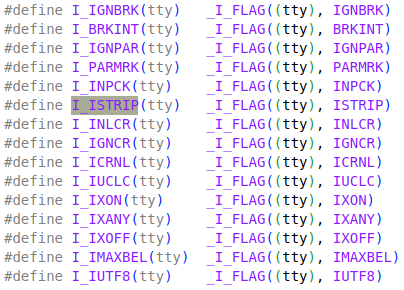 #define I_IGNBRK(tty)   _I_FLAG((tty), IGNBRK)
#define I_BRKINT(tty)   _I_FLAG((tty), BRKINT)
#define I_IGNPAR(tty)   _I_FLAG((tty), IGNPAR)
#define I_PARMRK(tty)   _I_FLAG((tty), PARMRK)
#define I_INPCK(tty)    _I_FLAG((tty), INPCK)
#define I_ISTRIP(tty)   _I_FLAG((tty), ISTRIP)
#define I_INLCR(tty)    _I_FLAG((tty), INLCR)
#define I_IGNCR(tty)    _I_FLAG((tty), IGNCR)
#define I_ICRNL(tty)    _I_FLAG((tty), ICRNL)
#define I_IUCLC(tty)    _I_FLAG((tty), IUCLC)
#define I_IXON(tty)     _I_FLAG((tty), IXON)
#define I_IXANY(tty)    _I_FLAG((tty), IXANY)
#define I_IXOFF(tty)    _I_FLAG((tty), IXOFF)
#define I_IMAXBEL(tty)  _I_FLAG((tty), IMAXBEL)
#define I_IUTF8(tty)    _I_FLAG((tty), IUTF8)